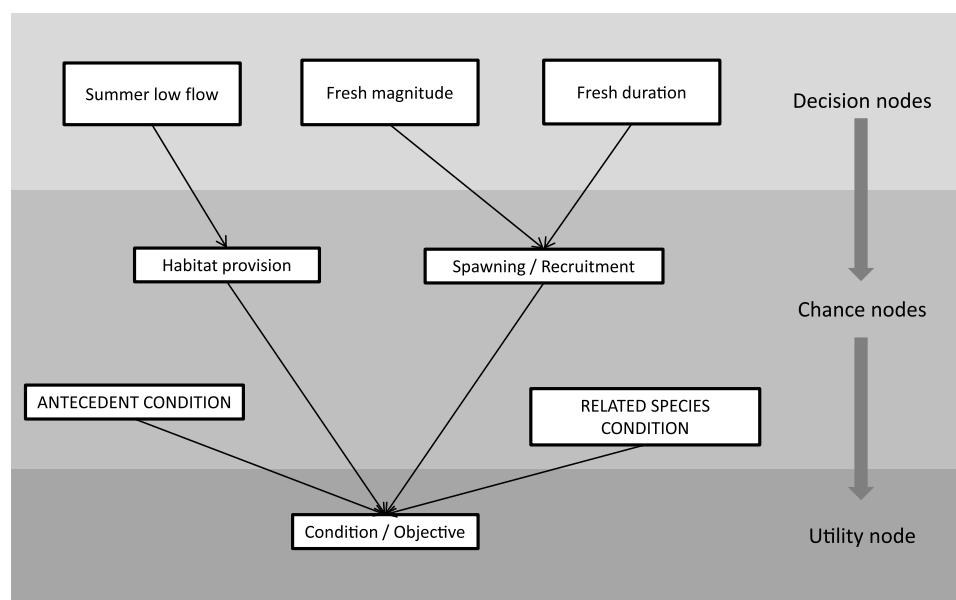 Summer low flow
Fresh magnitude
Fresh duration
Decision nodes
Habitat provision
Spawning / Recruitment
Chance nodes
ANTECEDENT CONDITION
RELATED SPECIES
CONDITION
Condition / Objective
Utility node